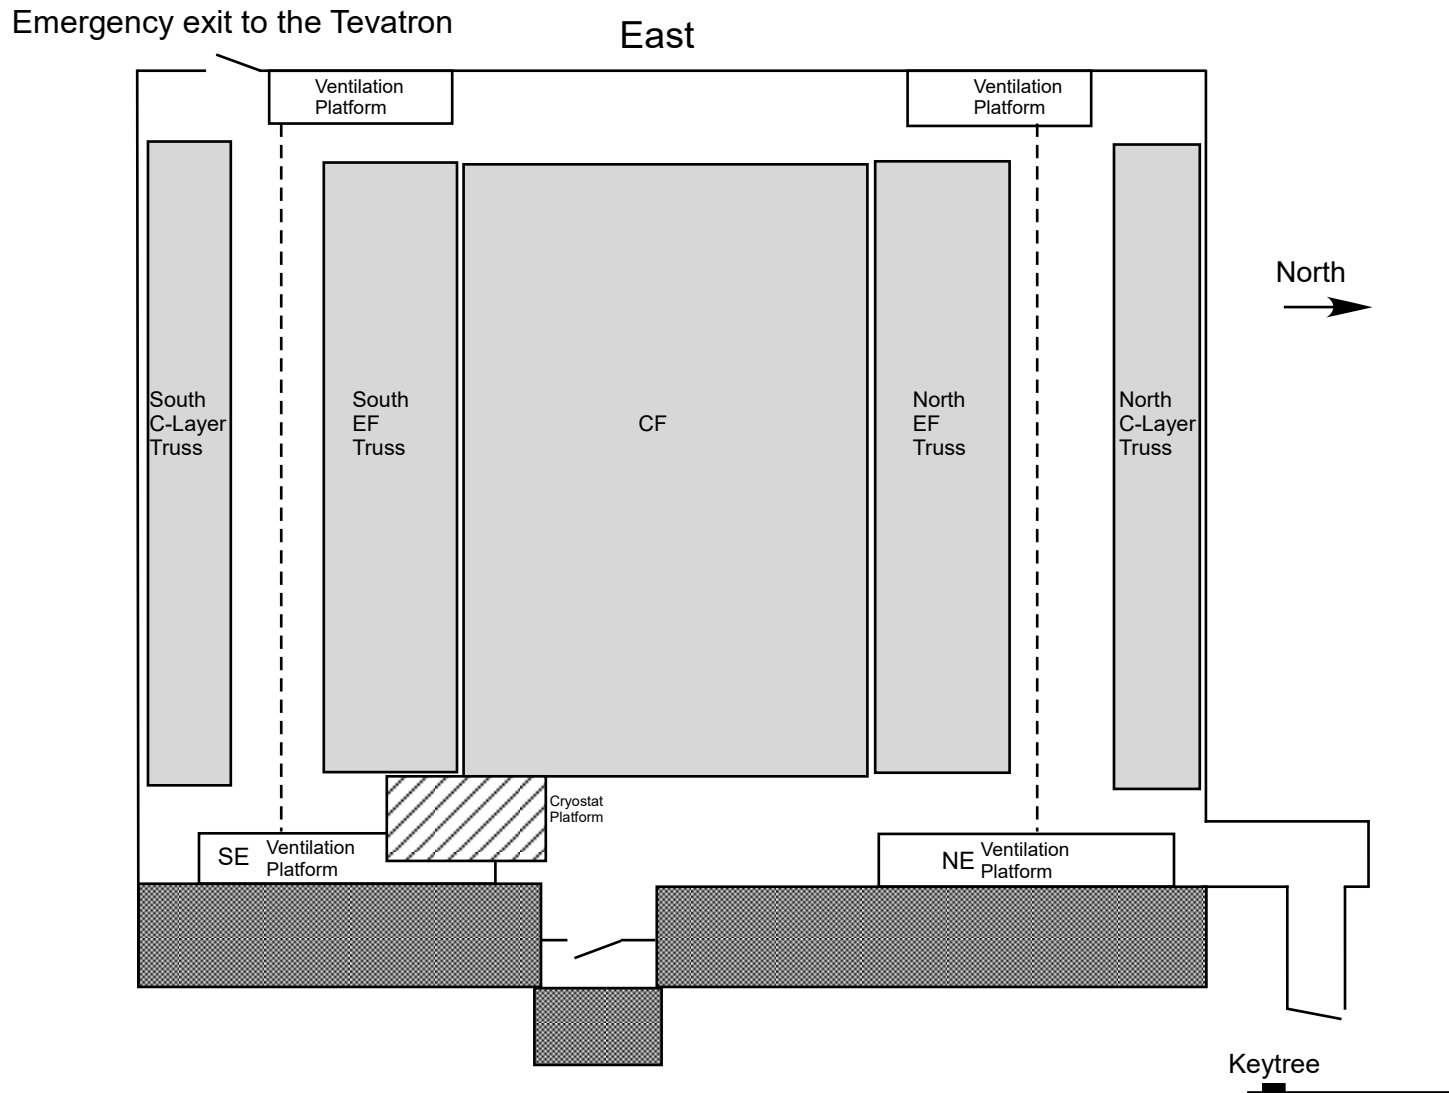 Emergency exit to the Tevatron
East
Ventilation
Platform
Ventilation
Platform
North
South
C-Layer
Truss
South
EF
Truss
CF
North
EF
Truss
North
C-Layer
Truss
Cryostat
Platform
SE
Ventilation
Platform
NE
Ventilation
Platform
Keytree